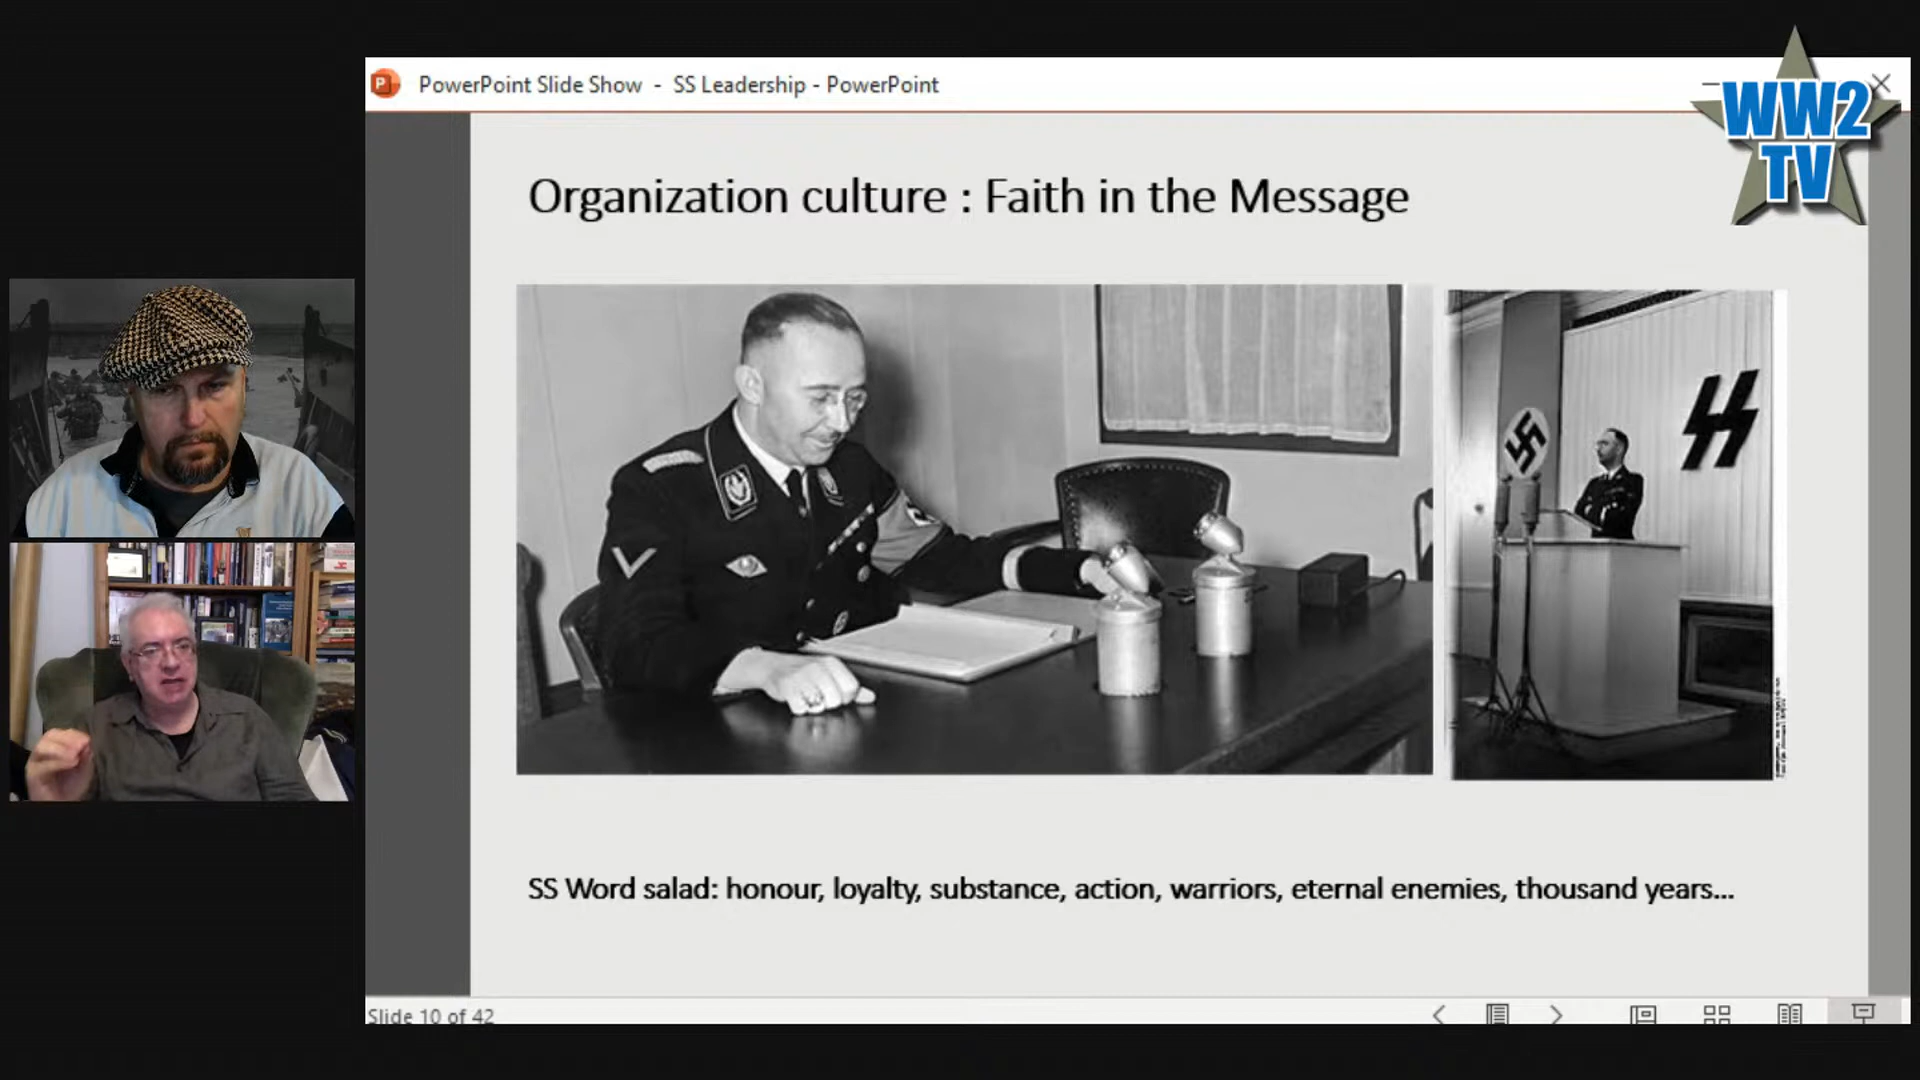 PowerPoint Slide Show - SS Leadership - PowerPoint
WW2
TV
Organization culture : Faith in the Message
SS Word salad: honour, loyalty, substance, action, warriors, eternal enemies, thousand years...
Slide 10 of 42